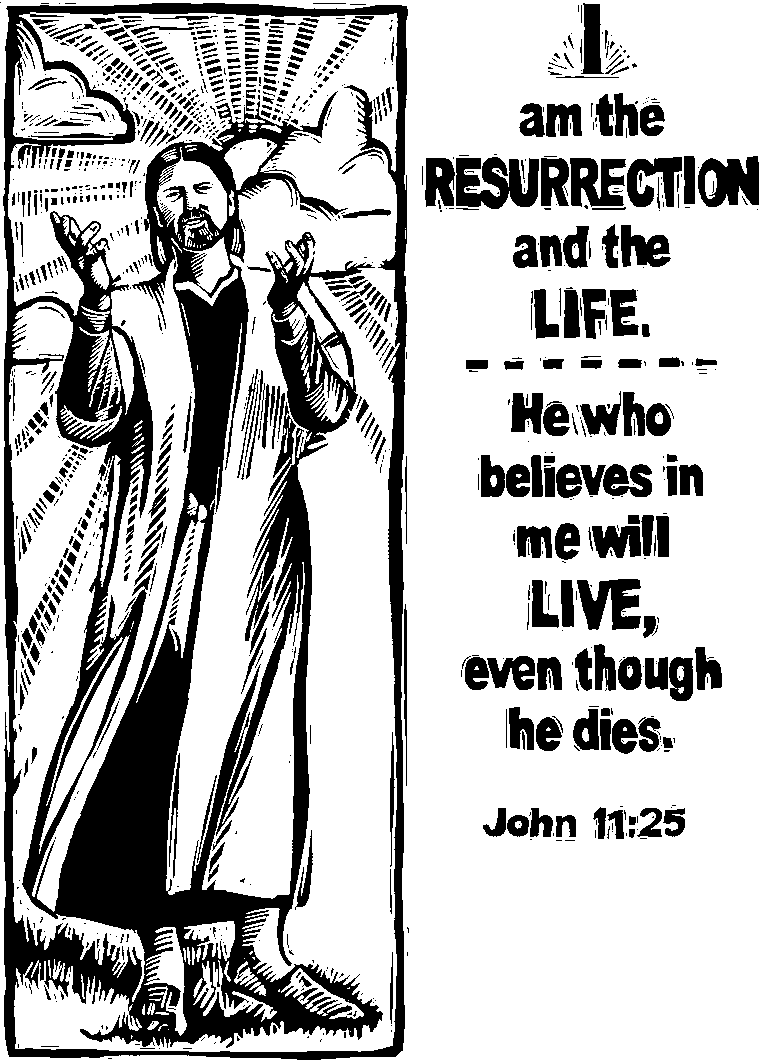 I
am the
RESURRECTION
and the
LIFE.
He who
believes in
me will
LIVE,
even though
he dies.
John 11:25